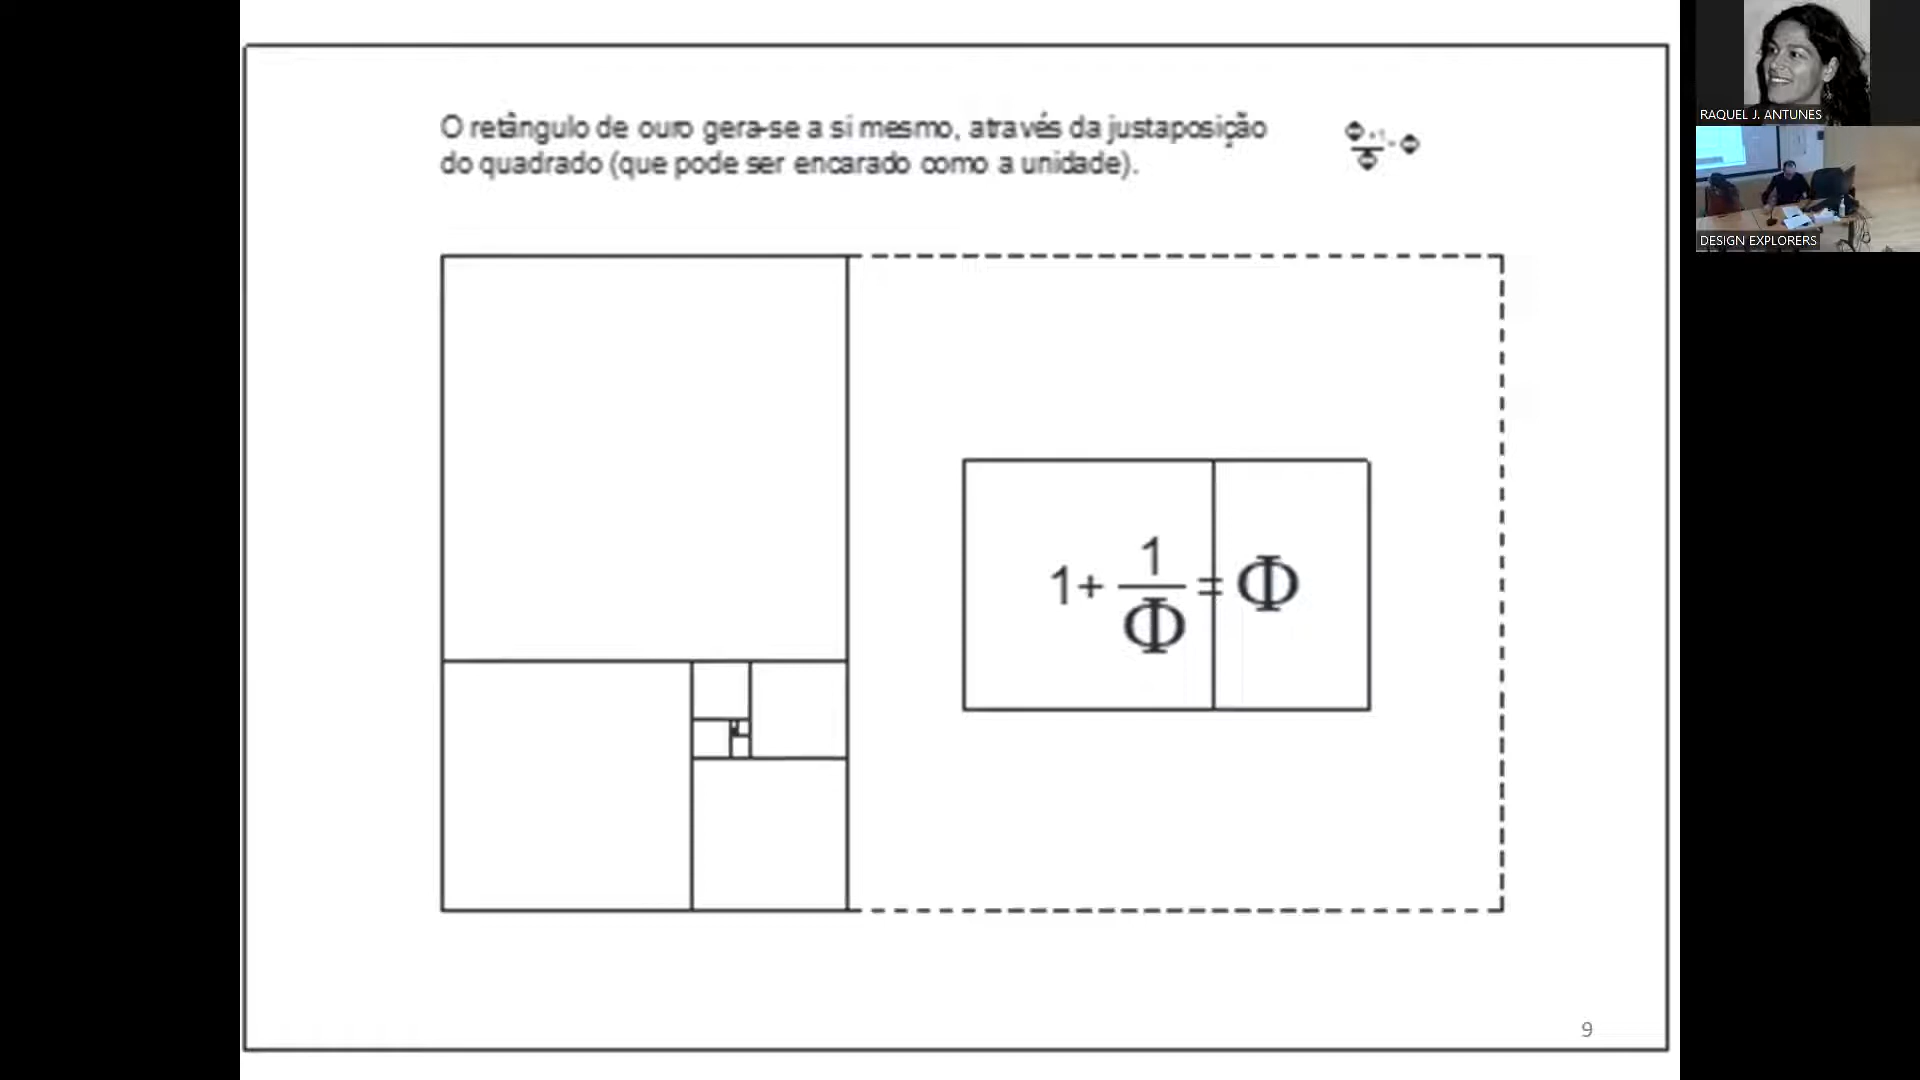 O retângulo de ouro gera-se a si mesmo, através da justaposição
do quadrado (que pode ser encarado como a unidade).
Φ+1
Φ
=Φ
1+ 1/Φ = Φ
9
RAQUEL J. ANTUNES
DESIGN EXPLORERS